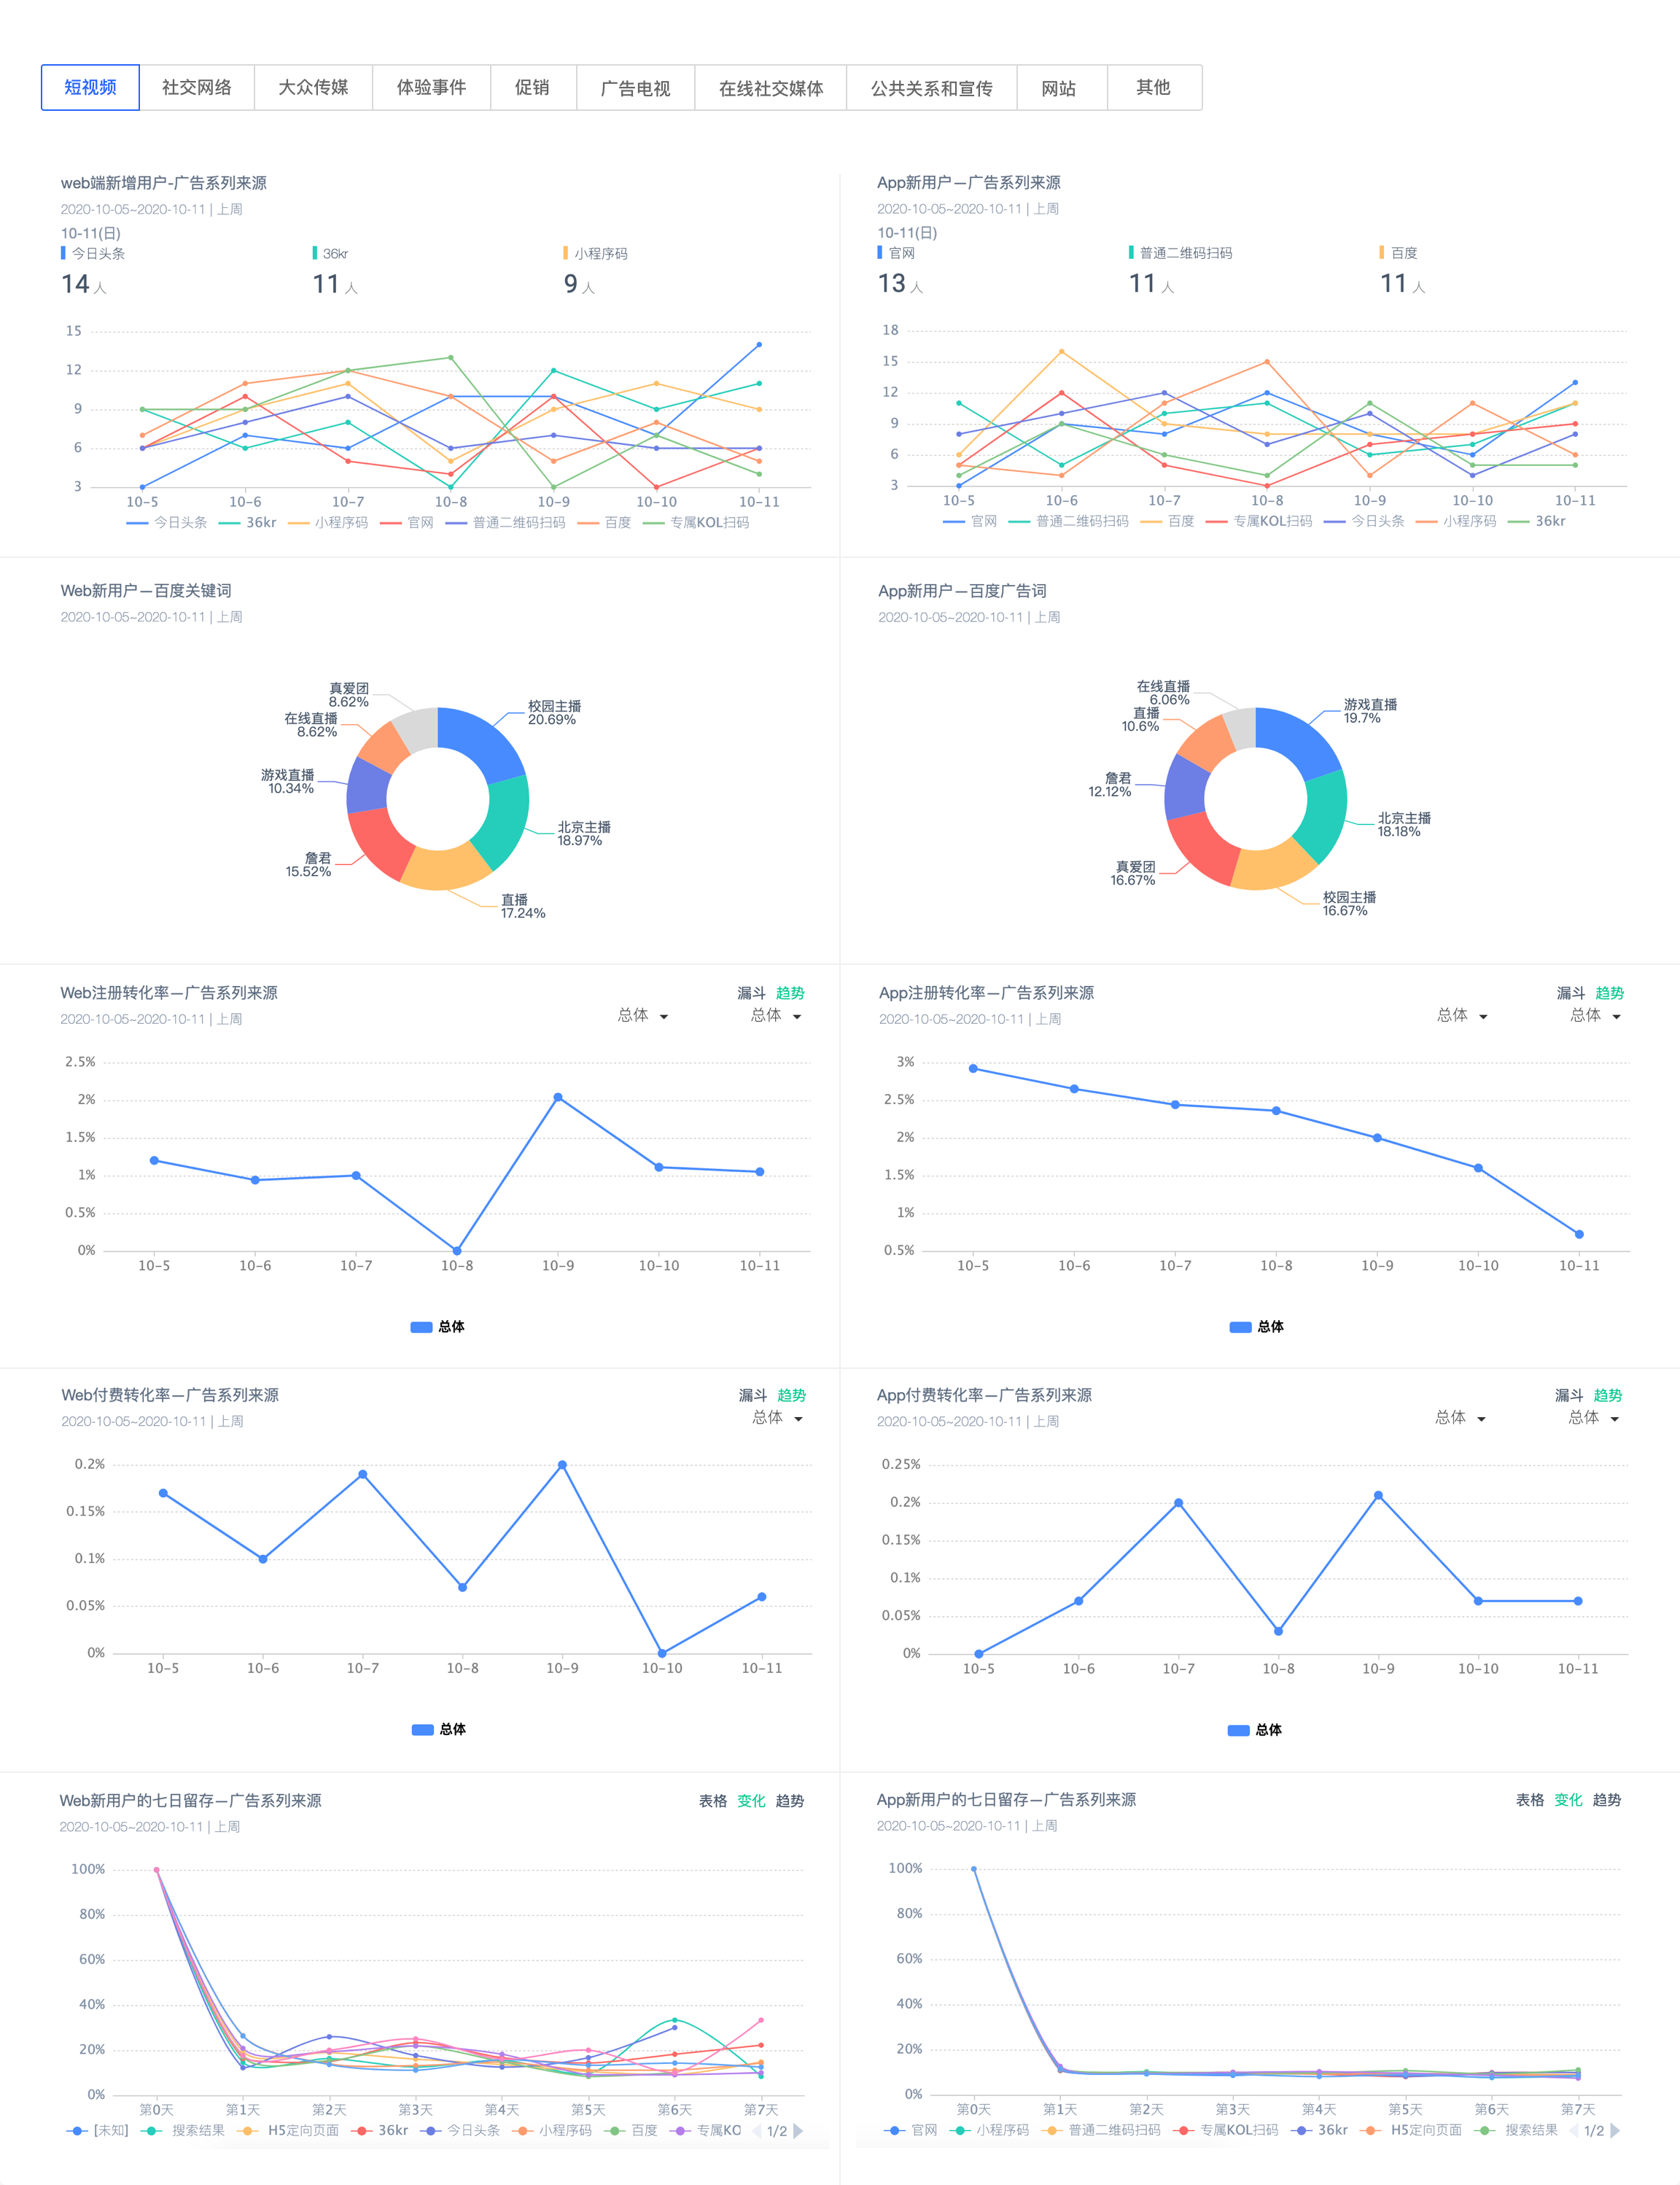 短视频 社交网络 大众传媒 体验事件 促销 广告电视 在线社交媒体 公共关系和宣传 网站 其他
web端新增用户-广告系列来源
2020-10-05~2020-10-11 | 上周
10-11(日)
今日头条 36kr 小程序码
14 人 11 人 9 人
15
12
9
6
3
10-5 10-6 10-7 10-8 10-9 10-10 10-11
今日头条 36kr 小程序码 官网 普通二维码扫码 百度 专属KOL扫码
App新用户—广告系列来源
2020-10-05~2020-10-11 | 上周
10-11(日)
官网 普通二维码扫码 百度
13 人 11 人 11 人
18
15
12
9
6
3
10-5 10-6 10-7 10-8 10-9 10-10 10-11
官网 普通二维码扫码 百度 专属KOL扫码 今日头条 小程序码 36kr
Web新用户—百度关键词
2020-10-05~2020-10-11 | 上周
真爱团
8.62%
校园主播
20.69%
在线直播
8.62%
游戏直播
10.34%
北京主播
18.97%
詹君
15.52%
直播
17.24%
App新用户—百度广告词
2020-10-05~2020-10-11 | 上周
在线直播
6.06%
游戏直播
19.7%
直播
10.6%
詹君
12.12%
北京主播
18.18%
真爱团
16.67%
校园主播
16.67%
Web注册转化率—广告系列来源
漏斗 趋势
2020-10-05~2020-10-11 | 上周
总体 总体
2.5%
2%
1.5%
1%
0.5%
0%
10-5 10-6 10-7 10-8 10-9 10-10 10-11
总体
App注册转化率—广告系列来源
漏斗 趋势
2020-10-05~2020-10-11 | 上周
总体 总体
3%
2.5%
2%
1.5%
1%
0.5%
10-5 10-6 10-7 10-8 10-9 10-10 10-11
总体
Web付费转化率—广告系列来源
漏斗 趋势
2020-10-05~2020-10-11 | 上周
总体
0.2%
0.15%
0.1%
0.05%
0%
10-5 10-6 10-7 10-8 10-9 10-10 10-11
总体
App付费转化率—广告系列来源
漏斗 趋势
2020-10-05~2020-10-11 | 上周
总体 总体
0.25%
0.2%
0.15%
0.1%
0.05%
0%
10-5 10-6 10-7 10-8 10-9 10-10 10-11
总体
Web新用户的七日留存—广告系列来源
表格 变化 趋势
2020-10-05~2020-10-11 | 上周
100%
80%
60%
40%
20%
0%
第0天 第1天 第2天 第3天 第4天 第5天 第6天 第7天
[未知] 搜索结果 H5定向页面 36kr 今日头条 小程序码 百度 专属KO 1/2
App新用户的七日留存—广告系列来源
表格 变化 趋势
2020-10-05~2020-10-11 | 上周
100%
80%
60%
40%
20%
0%
第0天 第1天 第2天 第3天 第4天 第5天 第6天 第7天
官网 小程序码 普通二维码扫码 专属KOL扫码 36kr H5定向页面 搜索结果 1/2